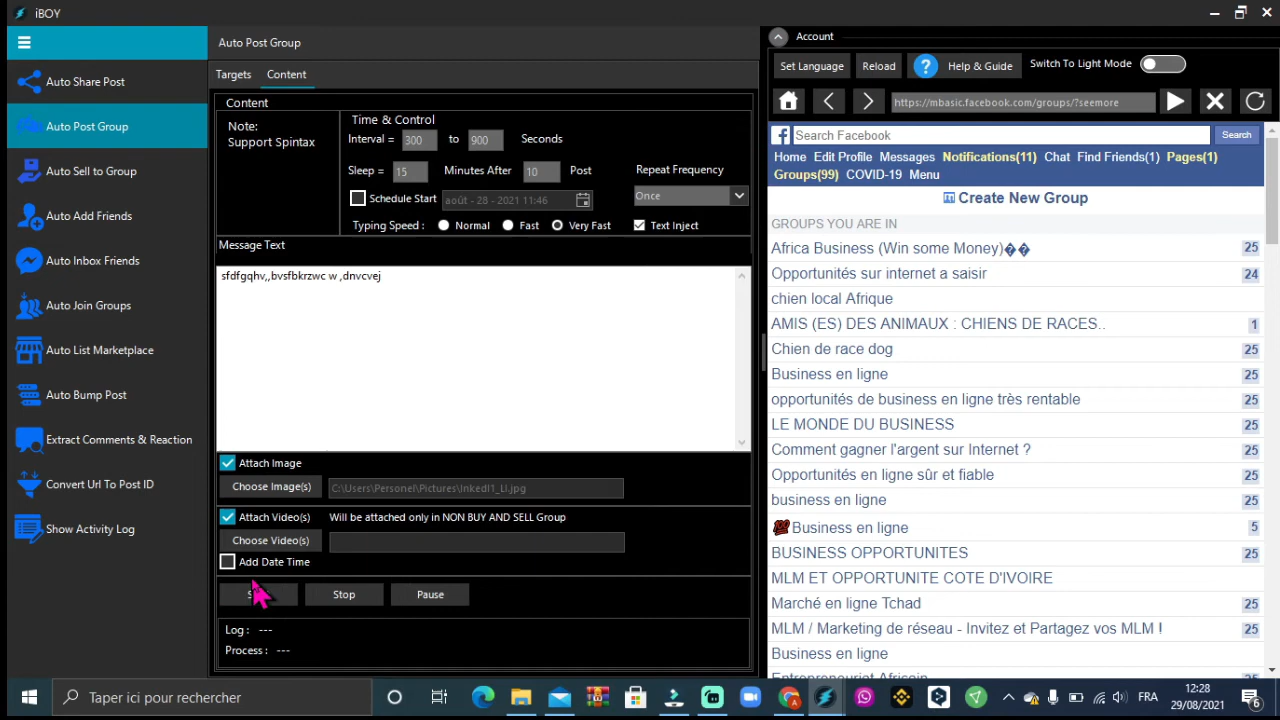 iBOY
Auto Share Post
Auto Post Group
Auto Sell to Group
Auto Add Friends
Auto Inbox Friends
Auto Join Groups
Auto List Marketplace
Auto Bump Post
Extract Comments & Reaction
Convert Url To Post ID
Show Activity Log
Auto Post Group
Targets Content
Content
Note:
Support Spintax
Time & Control
Interval = 300 to 900 Seconds
Sleep = 15 Minutes After 10 Post
Repeat Frequency
Once
Schedule Start août - 28 - 2021 11:46
Typing Speed : Normal Fast Very Fast Text Inject
Message Text
sfdfgqhv,,bvsfbkrzwc w ,dnvcvej
Attach Image
Choose Image(s) C:\Users\Personel\Pictures\InkedI1_LI.jpg
Attach Video(s) Will be attached only in NON BUY AND SELL Group
Choose Video(s)
Add Date Time
Stop Pause
Log : ---
Process : ---
Account
Set Language Reload ? Help & Guide Switch To Light Mode
https://mbasic.facebook.com/groups/?seemore
f Search Facebook Search
Home Edit Profile Messages Notifications(11) Chat Find Friends(1) Pages(1)
Groups(99) COVID-19 Menu
Create New Group
GROUPS YOU ARE IN
Africa Business (Win some Money)�� 25
Opportunités sur internet a saisir 24
chien local Afrique
AMIS (ES) DES ANIMAUX : CHIENS DE RACES.. 1
Chien de race dog 25
Business en ligne 25
opportunités de business en ligne très rentable 25
LE MONDE DU BUSINESS 25
Comment gagner l'argent sur Internet ? 25
Opportunités en ligne sûr et fiable 25
business en ligne 25
💯 Business en ligne 5
BUSINESS OPPORTUNITES 25
MLM ET OPPORTUNITE COTE D'IVOIRE
Marché en ligne Tchad 25
MLM / Marketing de réseau - Invitez et Partagez vos MLM ! 25
Business en ligne 25
Entrepreneuriat Africain
Taper ici pour rechercher
FRA
12:28
29/08/2021
6